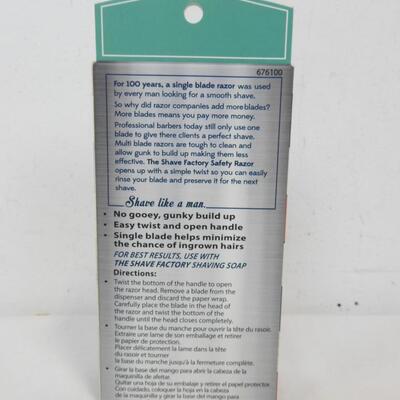 676100
For 100 years, a single blade razor was used
by every man looking for a smooth shave.
So why did razor companies add more blades?
More blades means you pay more money.
Professional barbers today still only use one
blade to give there clients a perfect shave.
Multi blade razors are tough to clean and
allow gunk to build up making them less
effective. The Shave Factory Safety Razor
opens up with a simple twist so you can easily
rinse your blade and preserve it for the next
shave.
Shave like a man.
• No gooey, gunky build up
• Easy twist and open handle
• Single blade helps minimize
the chance of ingrown hairs
FOR BEST RESULTS, USE WITH
THE SHAVE FACTORY SHAVING SOAP
Directions:
• Twist the bottom of the handle to open
the razor head. Remove a blade from the
dispenser and discard the paper wrap.
Carefully place the blade in the head of
the razor and twist the bottom of the
handle until the head closes completely.
• Tourner la base du manche pour ouvrir la tête du rasoir.
Extraire une lame de son emballage et retirer
le papier de protection.
Placer délicatement la lame dans la tête
du rasoir et tourner
la base du manche jusqu'à la fermeture complète.
• Girar la base del mango para abrir la cabeza de la
maquinilla de afeitar.
Quitar una hoja de su embalaje y retirer el papel protector.
Con cuidado, coloque la hoja en la cabeza de
la maquinilla y girar la base del mango para